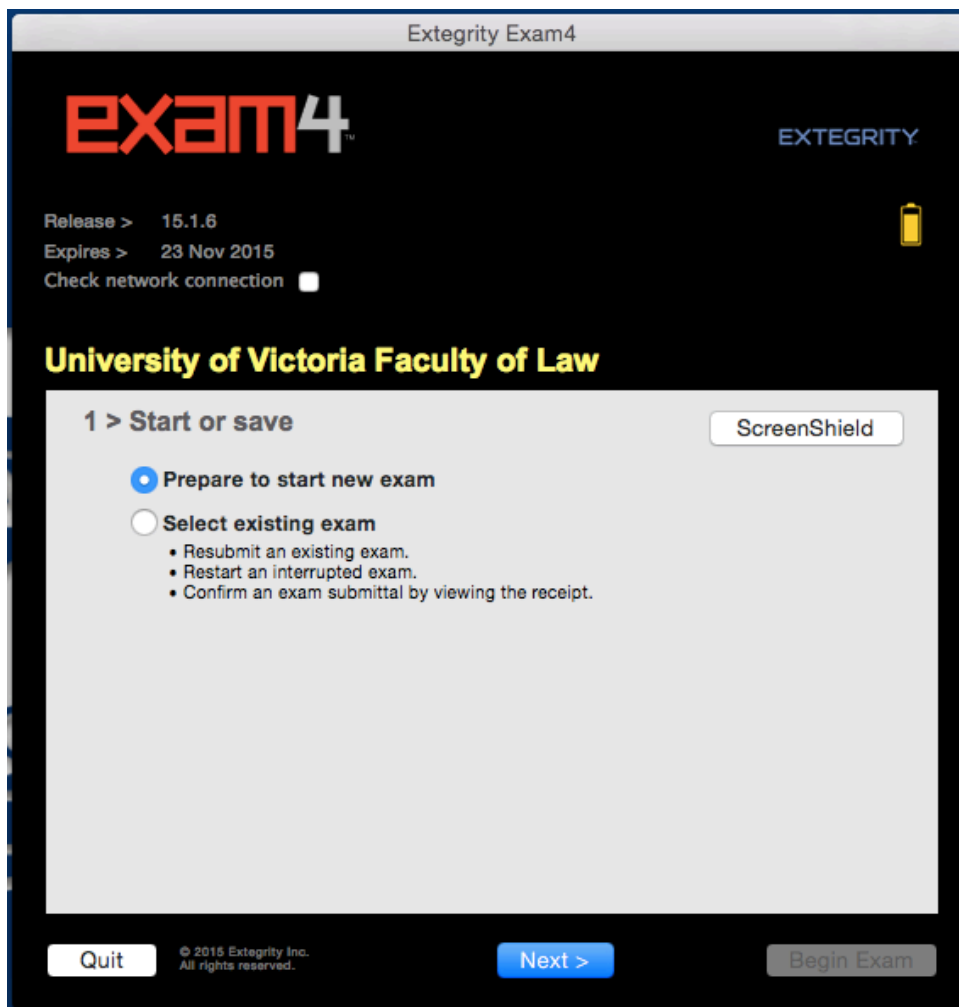 Extegrity Exam4
exam4™
EXTEGRITY
Release > 15.1.6
Expires > 23 Nov 2015
Check network connection
University of Victoria Faculty of Law
1 > Start or save
ScreenShield
Prepare to start new exam
Select existing exam
• Resubmit an existing exam.
• Restart an interrupted exam.
• Confirm an exam submittal by viewing the receipt.
Quit
© 2015 Extegrity Inc.
All rights reserved.
Next >
Begin Exam